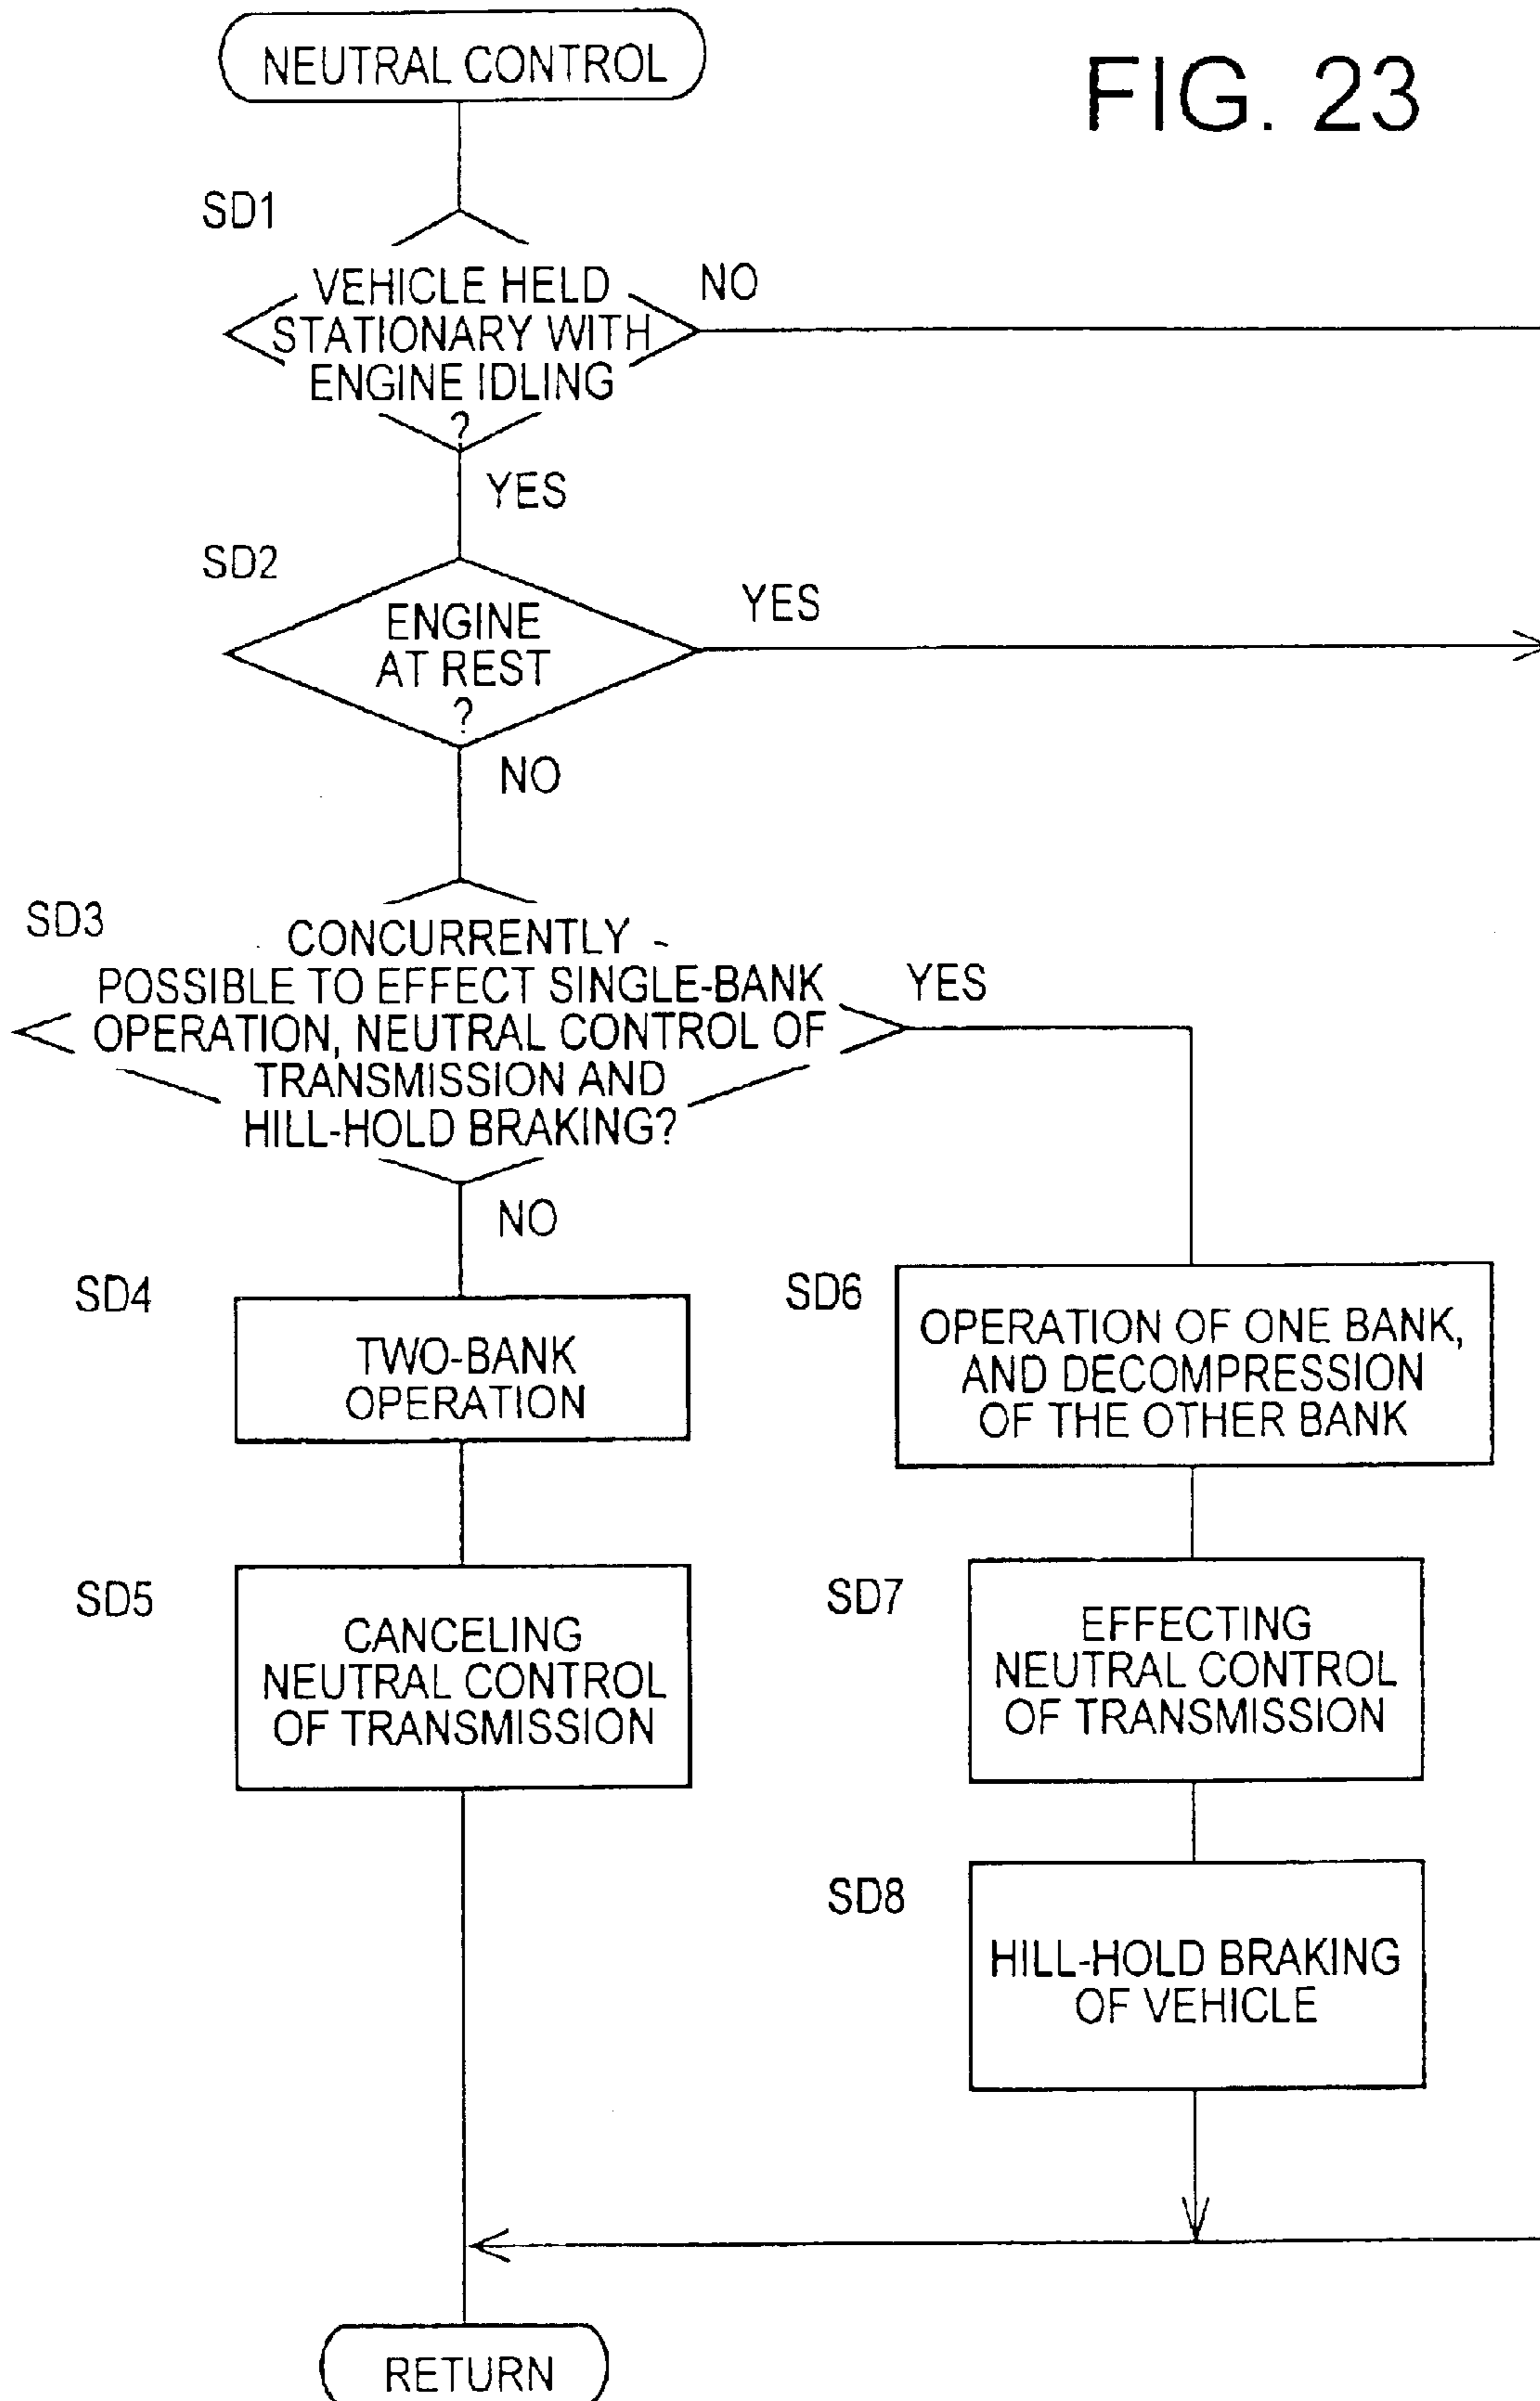 NEUTRAL CONTROL
FIG. 23
SD1
VEHICLE HELD
STATIONARY WITH
ENGINE IDLING
?
NO
YES
SD2
ENGINE
AT REST
?
YES
NO
SD3
CONCURRENTLY
POSSIBLE TO EFFECT SINGLE-BANK
OPERATION, NEUTRAL CONTROL OF
TRANSMISSION AND
HILL-HOLD BRAKING?
YES
NO
SD4
TWO-BANK
OPERATION
SD5
CANCELING
NEUTRAL CONTROL
OF TRANSMISSION
SD6
OPERATION OF ONE BANK,
AND DECOMPRESSION
OF THE OTHER BANK
SD7
EFFECTING
NEUTRAL CONTROL
OF TRANSMISSION
SD8
HILL-HOLD BRAKING
OF VEHICLE
RETURN